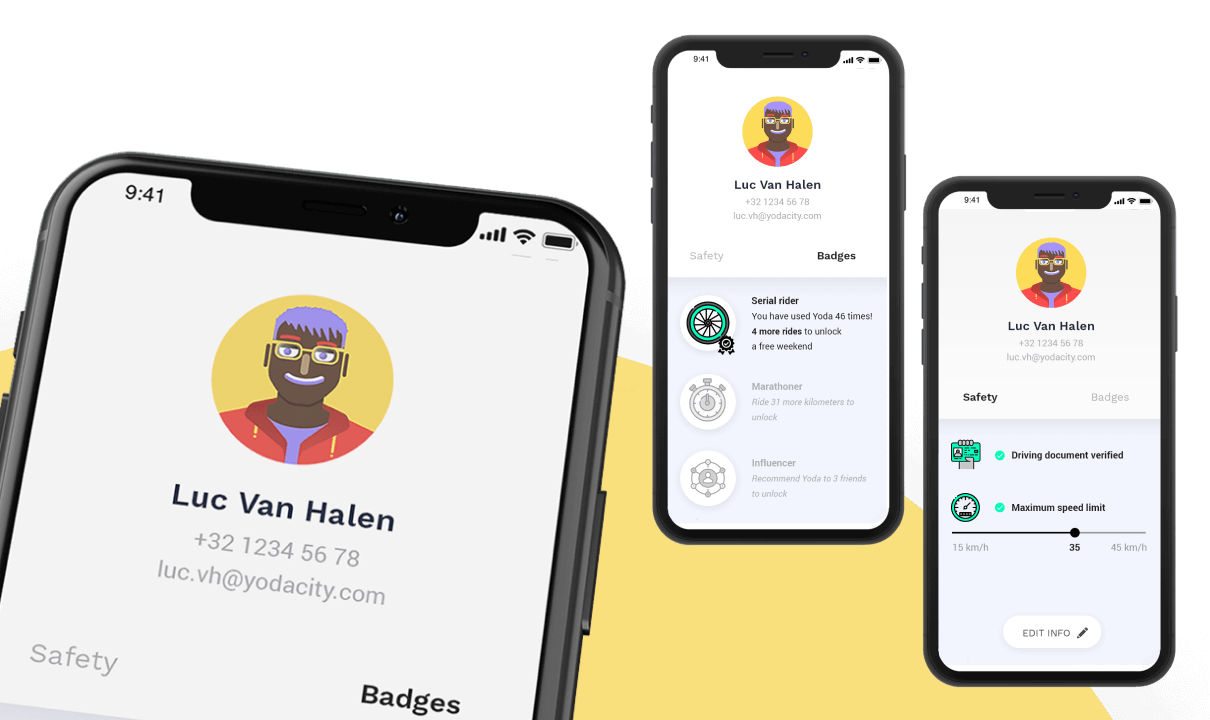 9:41
Luc Van Halen
+32 1234 56 78
luc.vh@yodacity.com
Safety
Badges
9:41
Luc Van Halen
+32 1234 56 78
luc.vh@yodacity.com
Safety
Badges
Serial rider
You have used Yoda 46 times!
4 more rides to unlock
a free weekend
Marathoner
Ride 31 more kilometers to
unlock
Influencer
Recommend Yoda to 3 friends
to unlock
9:41
Luc Van Halen
+32 1234 56 78
luc.vh@yodacity.com
Safety
Badges
Driving document verified
Maximum speed limit
15 km/h
35
45 km/h
EDIT INFO